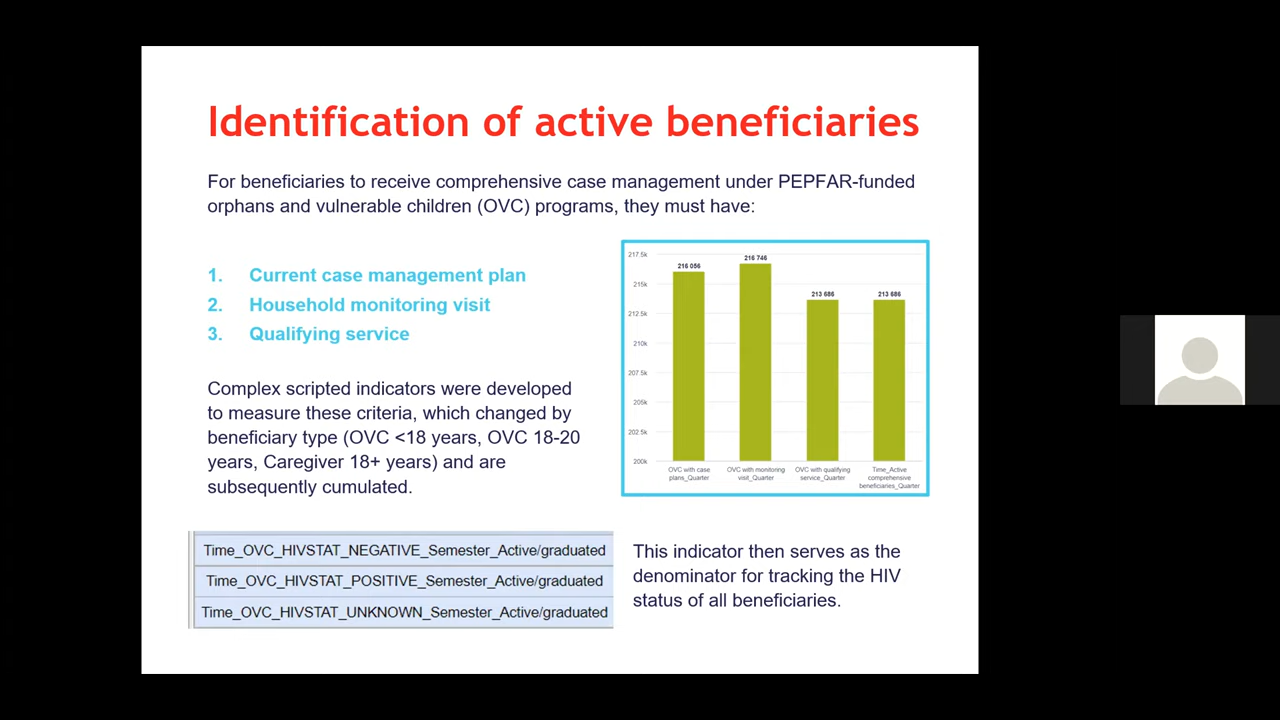 Identification of active beneficiaries
For beneficiaries to receive comprehensive case management under PEPFAR-funded
orphans and vulnerable children (OVC) programs, they must have:
1. Current case management plan
2. Household monitoring visit
3. Qualifying service
Complex scripted indicators were developed
to measure these criteria, which changed by
beneficiary type (OVC <18 years, OVC 18-20
years, Caregiver 18+ years) and are
subsequently cumulated.
217.5k
215k
212.5k
210k
207.5k
205k
202.5k
200k
216 056
216 746
213 686
213 686
OVC with case
plans_Quarter
OVC with monitoring
visit_Quarter
OVC with qualifying
service_Quarter
Time_Active
comprehensive
beneficiaries_Quarter
Time_OVC_HIVSTAT_NEGATIVE_Semester_Active/graduated
Time_OVC_HIVSTAT_POSITIVE_Semester_Active/graduated
Time_OVC_HIVSTAT_UNKNOWN_Semester_Active/graduated
This indicator then serves as the
denominator for tracking the HIV
status of all beneficiaries.